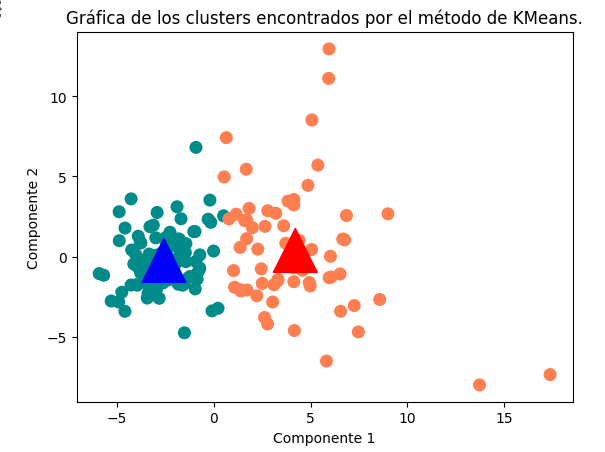 Gráfica de los clusters encontrados por el método de KMeans.
10
5
0
−5
Componente 2
−5 0 5 10 15
Componente 1